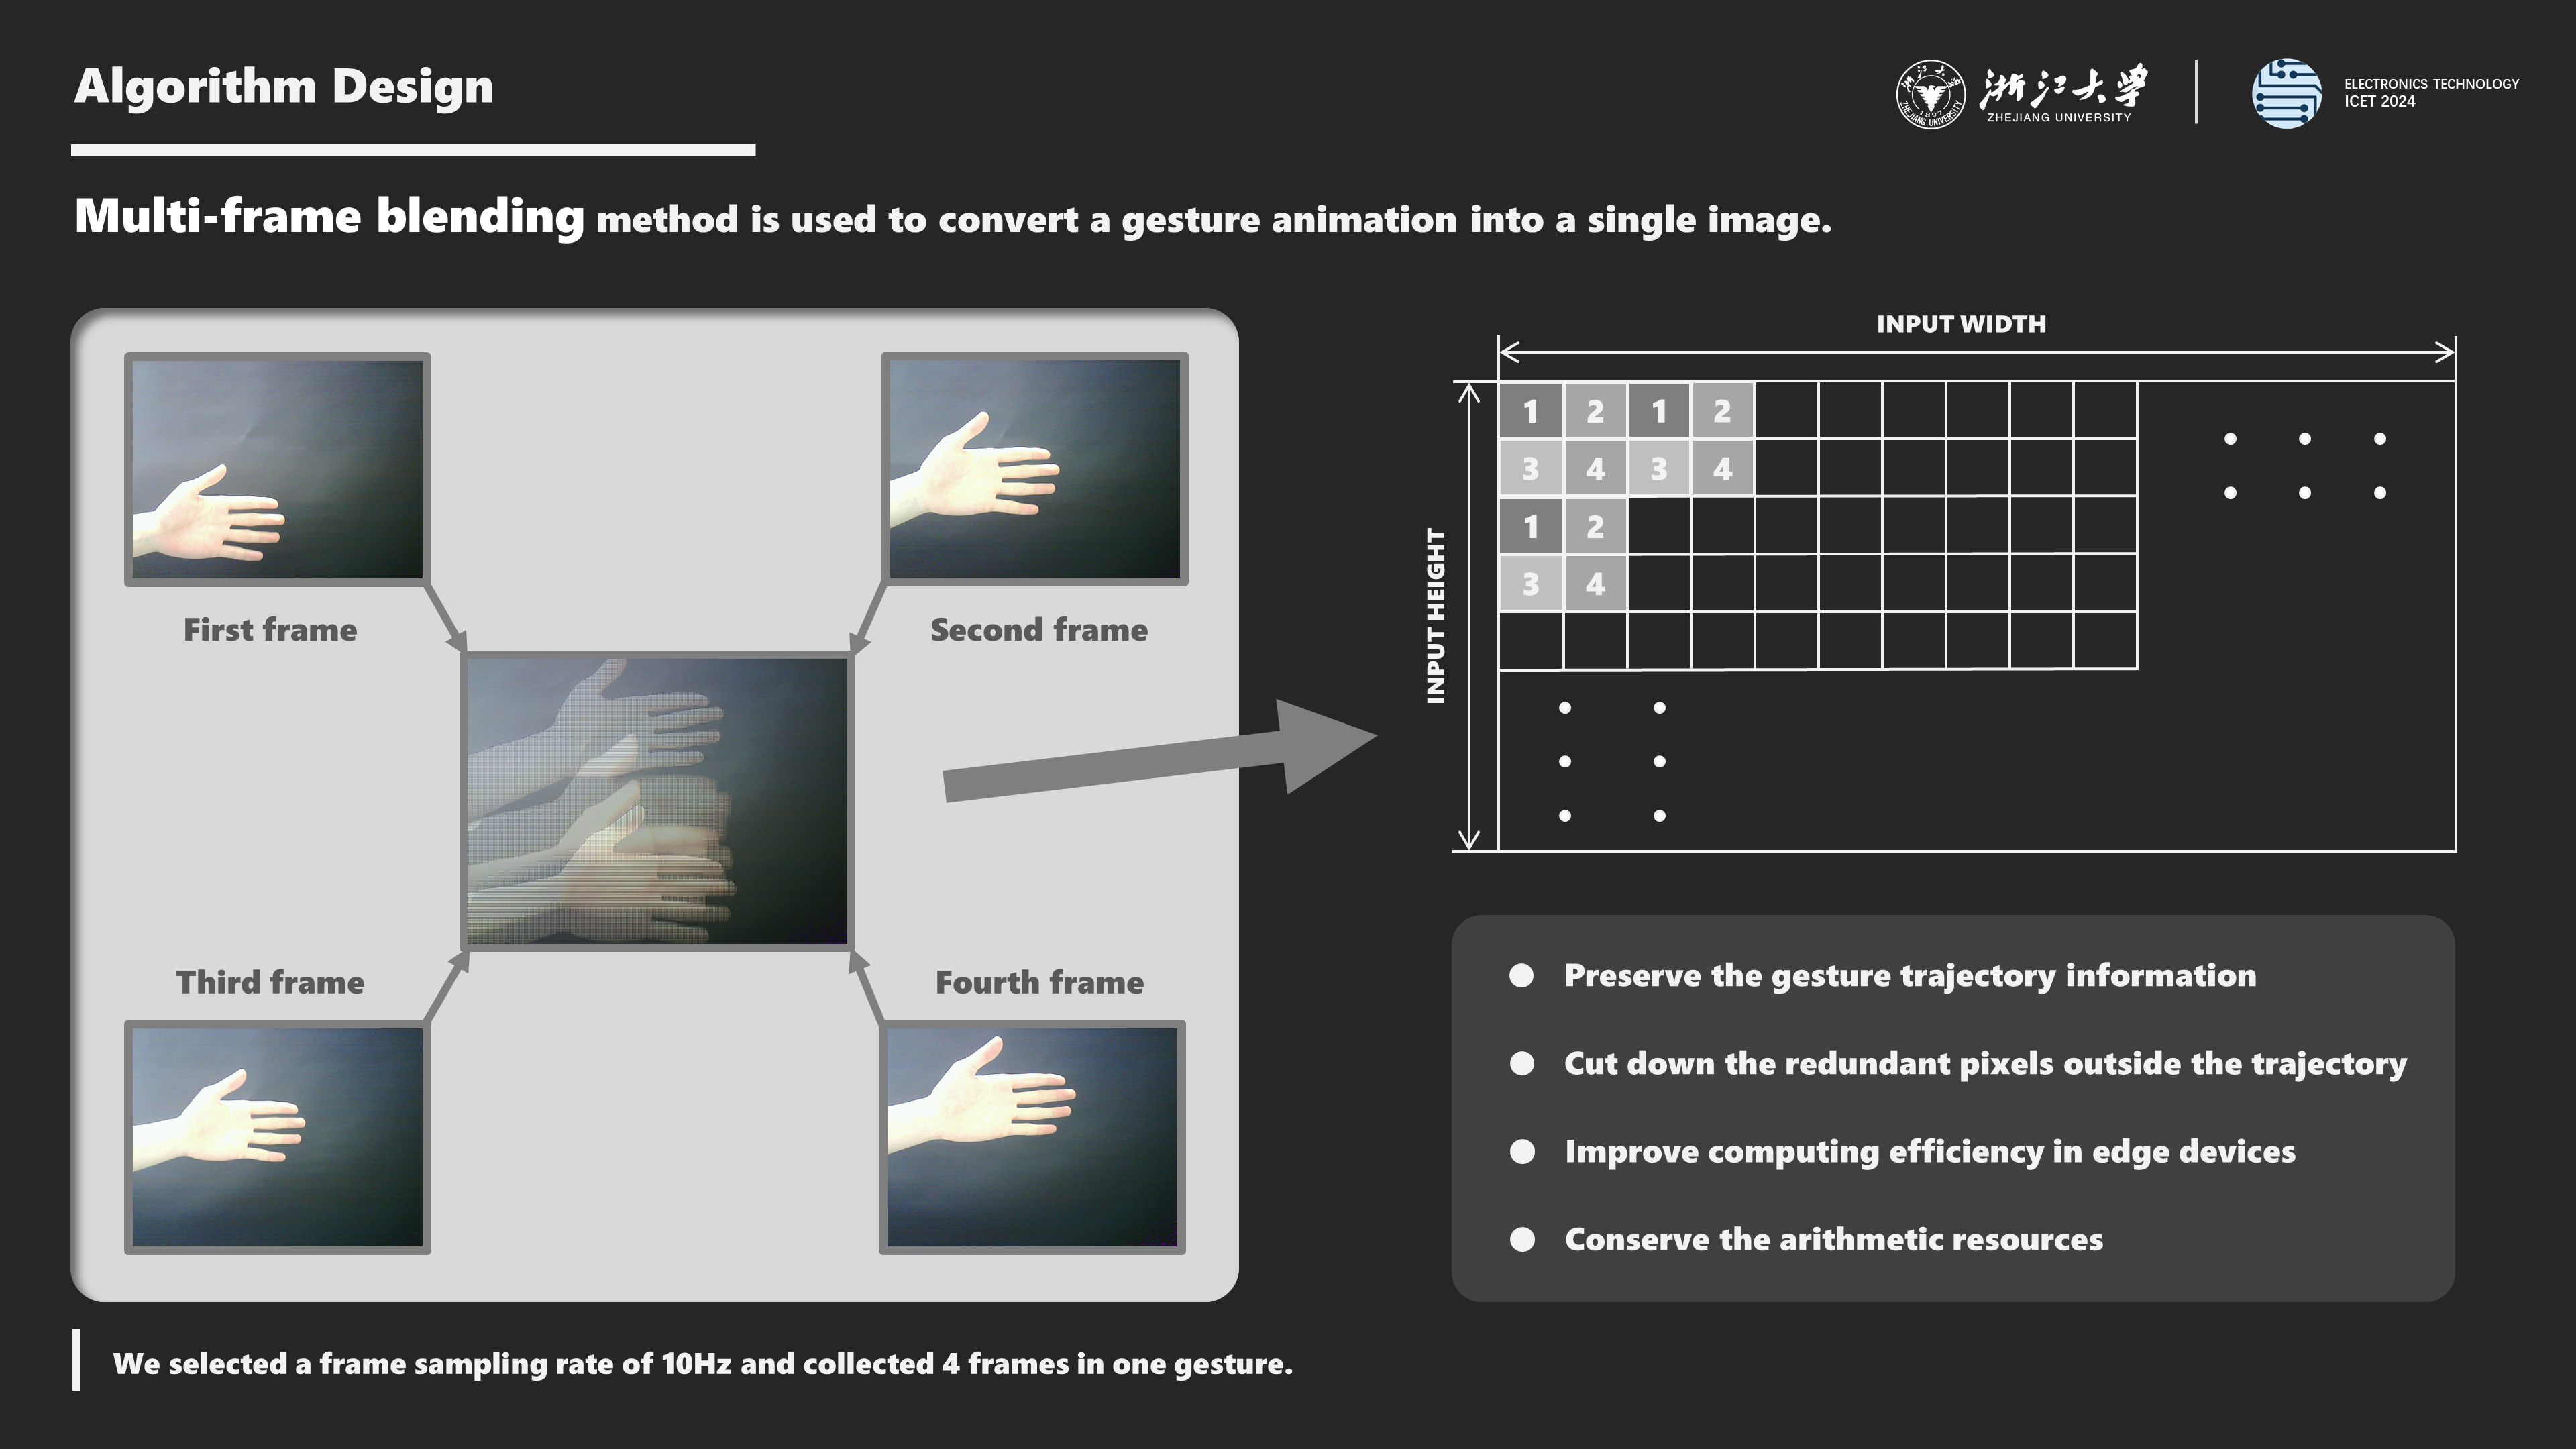 Algorithm Design
浙江大学
ZHEJIANG UNIVERSITY
ZHEJIANG UNIVERSITY
1897
ELECTRONICS TECHNOLOGY
ICET 2024
Multi-frame blending method is used to convert a gesture animation into a single image.
First frame
Second frame
Third frame
Fourth frame
INPUT WIDTH
INPUT HEIGHT
1 2 1 2
3 4 3 4
1 2
3 4
Preserve the gesture trajectory information
Cut down the redundant pixels outside the trajectory
Improve computing efficiency in edge devices
Conserve the arithmetic resources
We selected a frame sampling rate of 10Hz and collected 4 frames in one gesture.